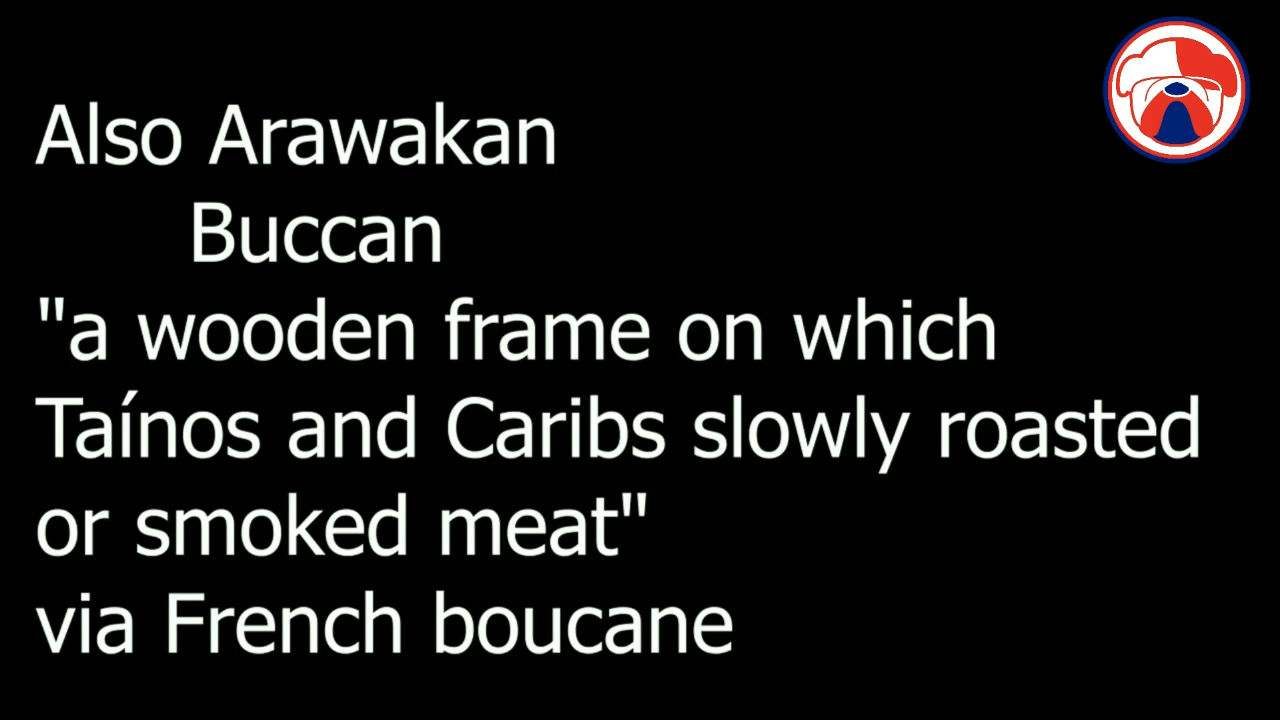 Also Arawakan
Buccan
"a wooden frame on which
Taínos and Caribs slowly roasted
or smoked meat"
via French boucane